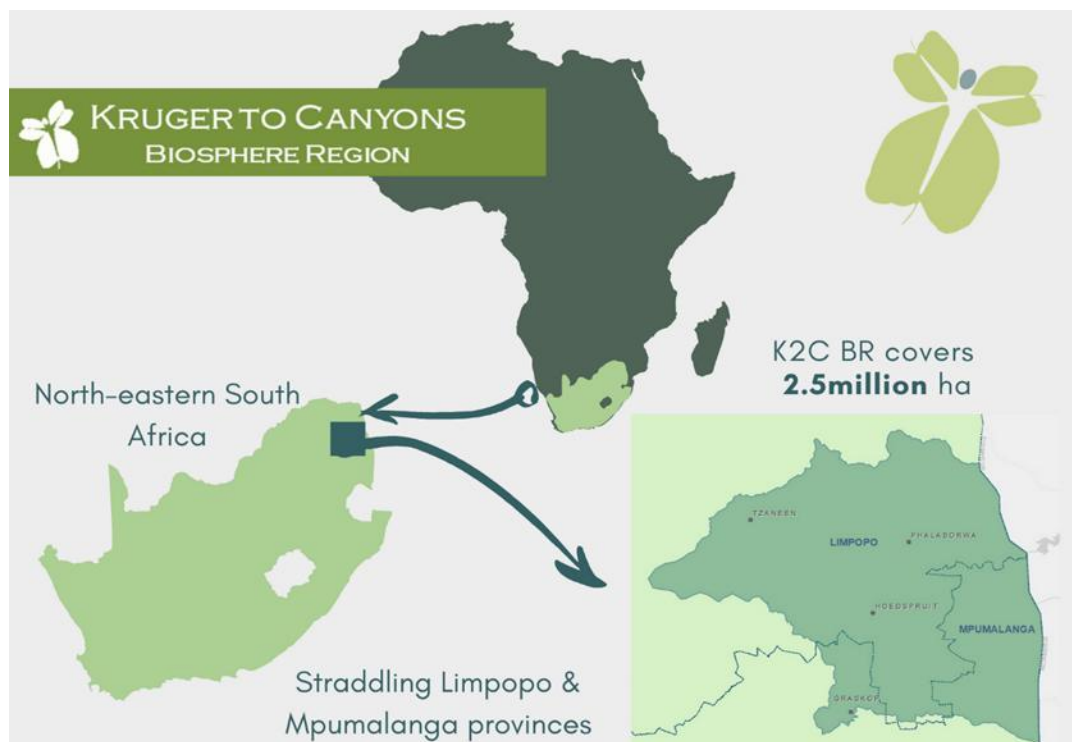 KRUGER TO CANYONS
BIOSPHERE REGION
K2C BR covers
2.5million ha
North-eastern South
Africa
TZANEEN
LIMPOPO
PHALABORWA
HOEDSPRUIT
MPUMALANGA
GRASKOP
Straddling Limpopo &
Mpumalanga provinces